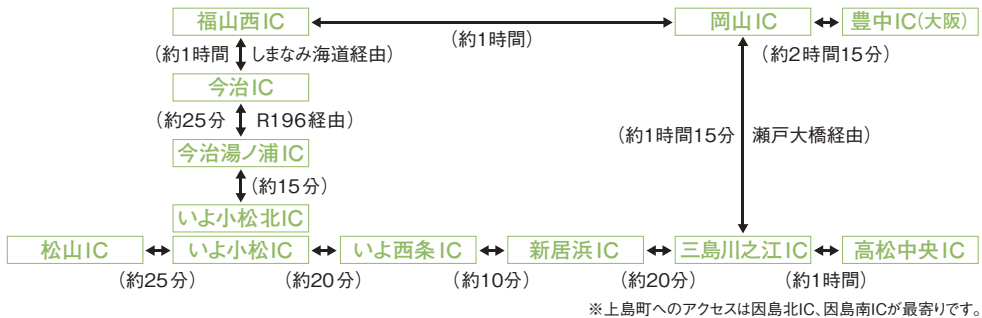 福山西IC
岡山IC
豊中IC(大阪)
(約1時間)
(約1時間 しまなみ海道経由)
(約2時間15分)
今治IC
(約25分 R196経由)
(約1時間15分 瀬戸大橋経由)
今治湯ノ浦IC
(約15分)
いよ小松北IC
松山IC
いよ小松IC
いよ西条IC
新居浜IC
三島川之江IC
高松中央IC
(約25分)
(約20分)
(約10分)
(約20分)
(約1時間)
※上島町へのアクセスは因島北IC、因島南ICが最寄りです。